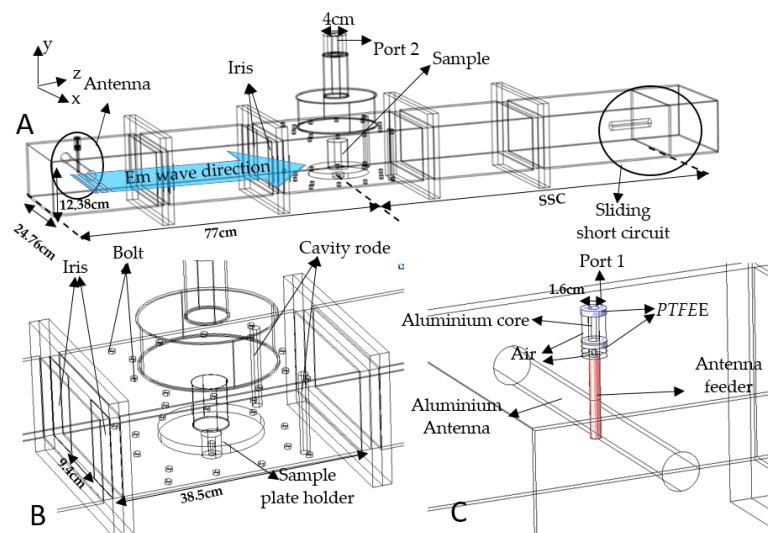 4cm
Port 2
y
z
x
Antenna
Iris
Sample
A
Em wave direction
12.38cm
24.76cm
77cm
SSC
Sliding
short circuit
Iris
Bolt
Cavity rode
9.4cm
38.5cm
Sample
plate holder
B
Port 1
1.6cm
PTFEE
Aluminium core
Air
Antenna
feeder
Aluminium
Antenna
C